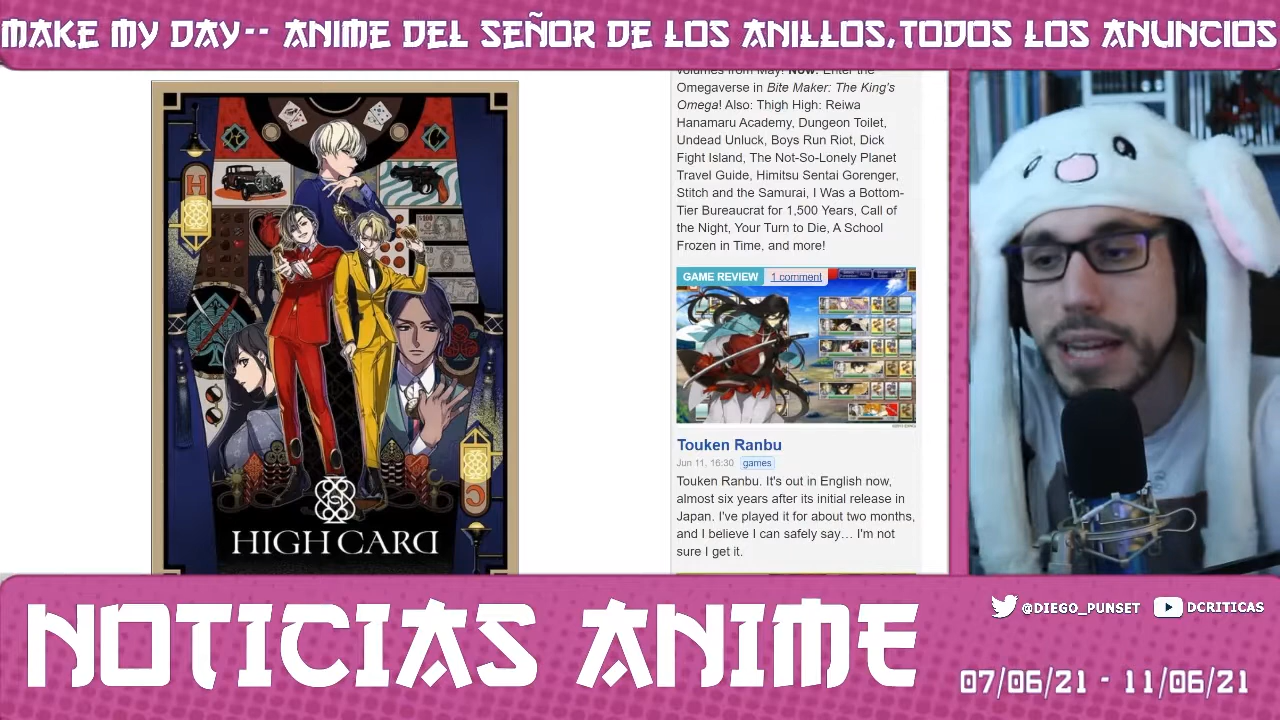 MAKE MY DAY-- ANIME DEL SEÑOR DE LOS ANILLOS,TODOS LOS ANUNCIOS
volumes from May! Now: Enter the
Omegaverse in Bite Maker: The King's
Omega! Also: Thigh High: Reiwa
Hanamaru Academy, Dungeon Toilet,
Undead Unluck, Boys Run Riot, Dick
Fight Island, The Not-So-Lonely Planet
Travel Guide, Himitsu Sentai Gorenger,
Stitch and the Samurai, I Was a Bottom-
Tier Bureaucrat for 1,500 Years, Call of
the Night, Your Turn to Die, A School
Frozen in Time, and more!
GAME REVIEW 1 comment
Touken Ranbu
Jun 11, 16:30 games
Touken Ranbu. It's out in English now,
almost six years after its initial release in
Japan. I've played it for about two months,
and I believe I can safely say… I'm not
sure I get it.
H
C
H
C
HIGH CARD
NOTICIAS ANIME
@DIEGO_PUNSET DCRITICAS
07/06/21 - 11/06/21